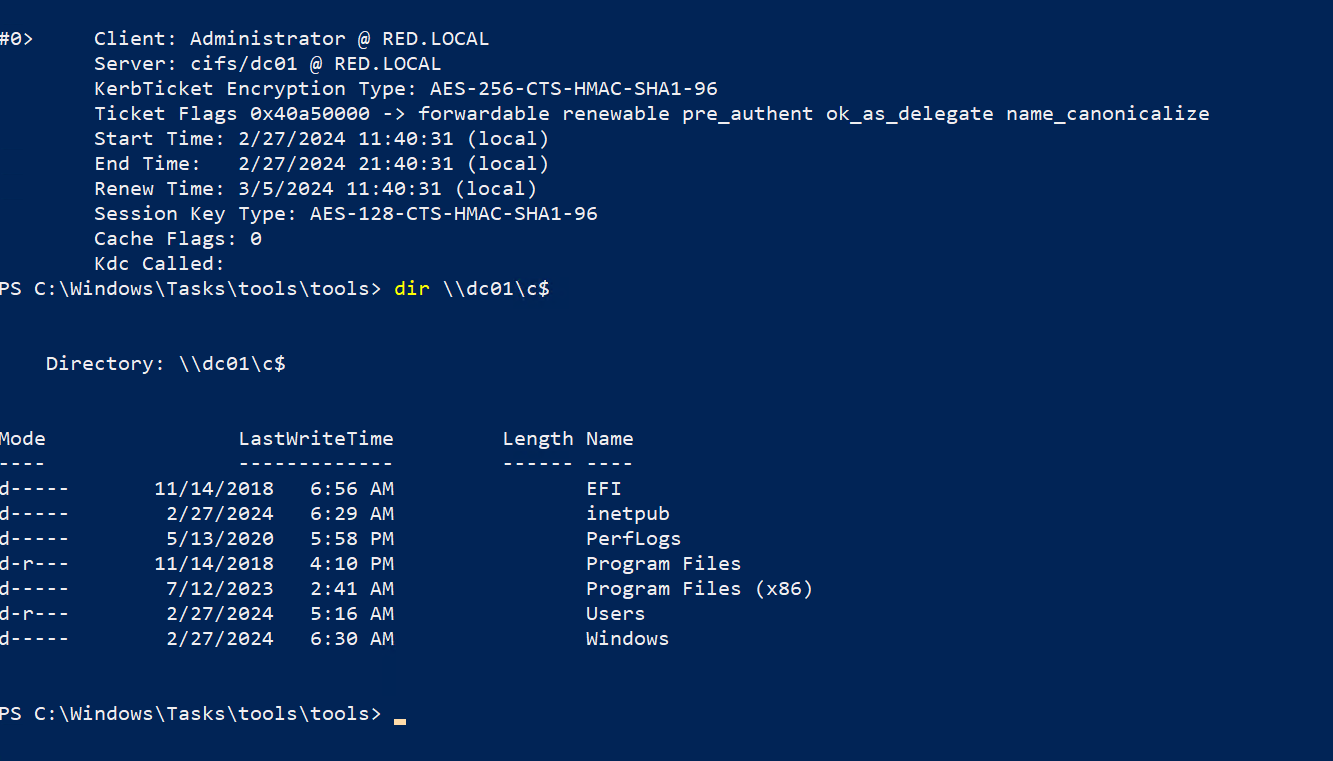 #0>     Client: Administrator @ RED.LOCAL
        Server: cifs/dc01 @ RED.LOCAL
        KerbTicket Encryption Type: AES-256-CTS-HMAC-SHA1-96
        Ticket Flags 0x40a50000 -> forwardable renewable pre_authent ok_as_delegate name_canonicalize
        Start Time: 2/27/2024 11:40:31 (local)
        End Time:   2/27/2024 21:40:31 (local)
        Renew Time: 3/5/2024 11:40:31 (local)
        Session Key Type: AES-128-CTS-HMAC-SHA1-96
        Cache Flags: 0
        Kdc Called:
PS C:\Windows\Tasks\tools\tools> dir \\dc01\c$
    Directory: \\dc01\c$
Mode                LastWriteTime         Length Name
----                -------------         ------ ----
d-----       11/14/2018   6:56 AM                EFI
d-----        2/27/2024   6:29 AM                inetpub
d-----        5/13/2020   5:58 PM                PerfLogs
d-r---       11/14/2018   4:10 PM                Program Files
d-----        7/12/2023   2:41 AM                Program Files (x86)
d-r---        2/27/2024   5:16 AM                Users
d-----        2/27/2024   6:30 AM                Windows
PS C:\Windows\Tasks\tools\tools>